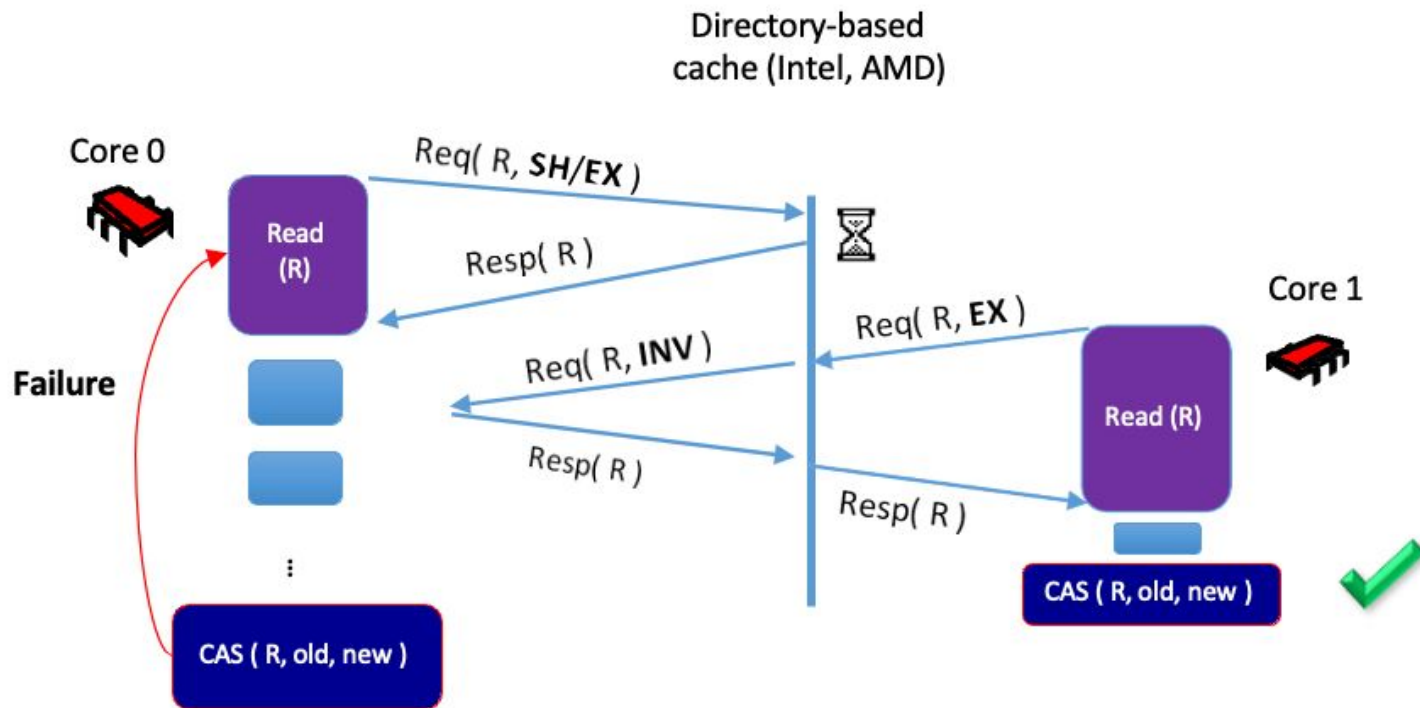 Directory-based
cache (Intel, AMD)
Core 0
Req( R, SH/EX )
Read
(R)
Resp( R )
Core 1
Req( R, EX )
Req( R, INV )
Failure
Read (R)
Resp( R )
Resp( R )
...
CAS ( R, old, new )
CAS ( R, old, new )